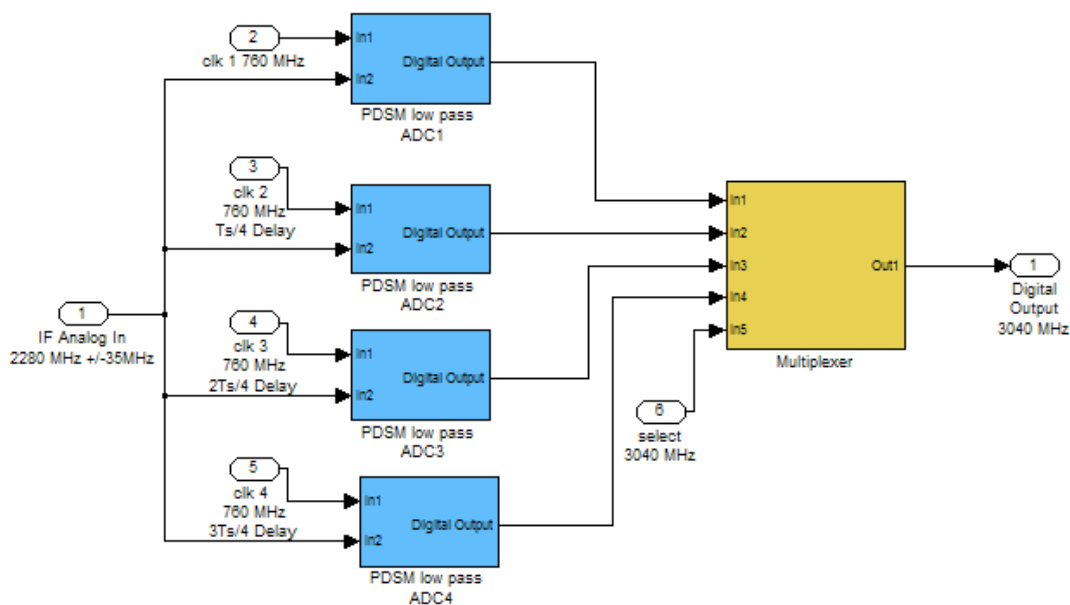 2
clk 1 760 MHz
In1
In2
Digital Output
PDSM low pass
ADC1
3
clk 2
760 MHz
Ts/4 Delay
In1
In2
Digital Output
PDSM low pass
ADC2
1
IF Analog In
2280 MHz +/-35MHz
4
clk 3
760 MHz
2Ts/4 Delay
In1
In2
Digital Output
PDSM low pass
ADC3
5
clk 4
760 MHz
3Ts/4 Delay
In1
In2
Digital Output
PDSM low pass
ADC4
In1
In2
In3
In4
In5
Out1
Multiplexer
6
select
3040 MHz
1
Digital
Output
3040 MHz